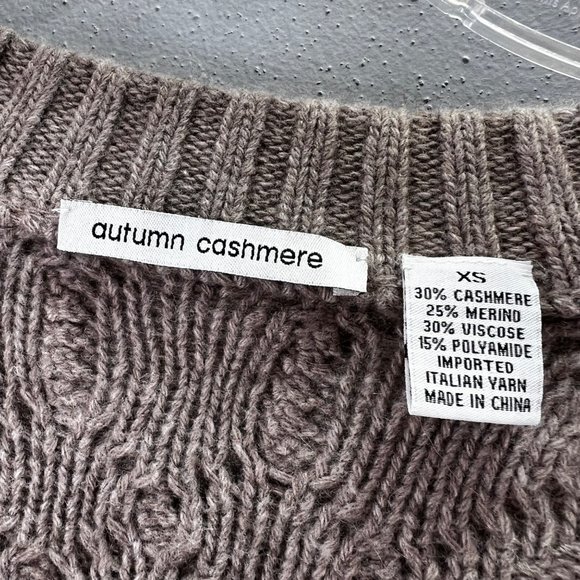 autumn cashmere
XS
30% CASHMERE
25% MERINO
30% VISCOSE
15% POLYAMIDE
IMPORTED
ITALIAN YARN
MADE IN CHINA